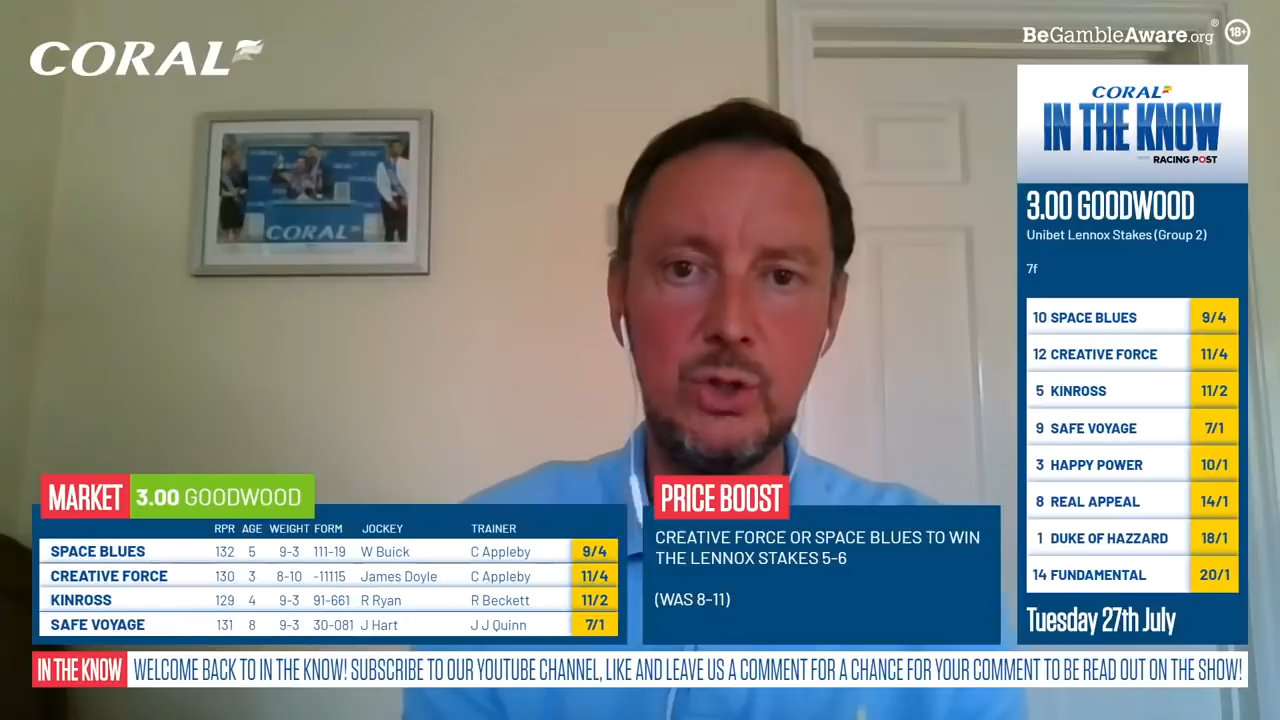 CORAL
BeGambleAware.org® 18+
CORAL
CORAL
IN THE KNOW
RACING POST
3.00 GOODWOOD
Unibet Lennox Stakes (Group 2)
7f
10 SPACE BLUES 9/4
12 CREATIVE FORCE 11/4
5 KINROSS 11/2
9 SAFE VOYAGE 7/1
3 HAPPY POWER 10/1
8 REAL APPEAL 14/1
1 DUKE OF HAZZARD 18/1
14 FUNDAMENTAL 20/1
Tuesday 27th July
MARKET 3.00 GOODWOOD
RPR AGE WEIGHT FORM JOCKEY TRAINER
SPACE BLUES 132 5 9-3 111-19 W Buick C Appleby 9/4
CREATIVE FORCE 130 3 8-10 -11115 James Doyle C Appleby 11/4
KINROSS 129 4 9-3 91-661 R Ryan R Beckett 11/2
SAFE VOYAGE 131 8 9-3 30-081 J Hart J J Quinn 7/1
PRICE BOOST
CREATIVE FORCE OR SPACE BLUES TO WIN
THE LENNOX STAKES 5-6
(WAS 8-11)
IN THE KNOW WELCOME BACK TO IN THE KNOW! SUBSCRIBE TO OUR YOUTUBE CHANNEL, LIKE AND LEAVE US A COMMENT FOR A CHANCE FOR YOUR COMMENT TO BE READ OUT ON THE SHOW!